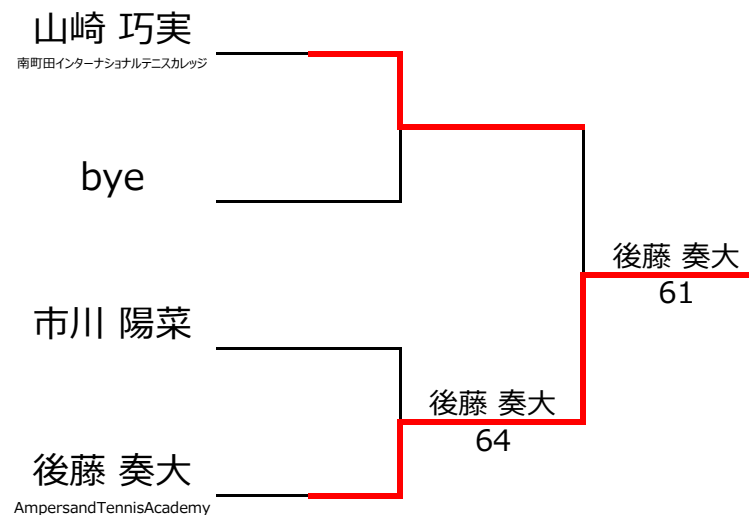 山崎 巧実
南町田インターナショナルテニスカレッジ
bye
後藤 奏大
61
市川 陽菜
後藤 奏大
64
後藤 奏大
AmpersandTennisAcademy